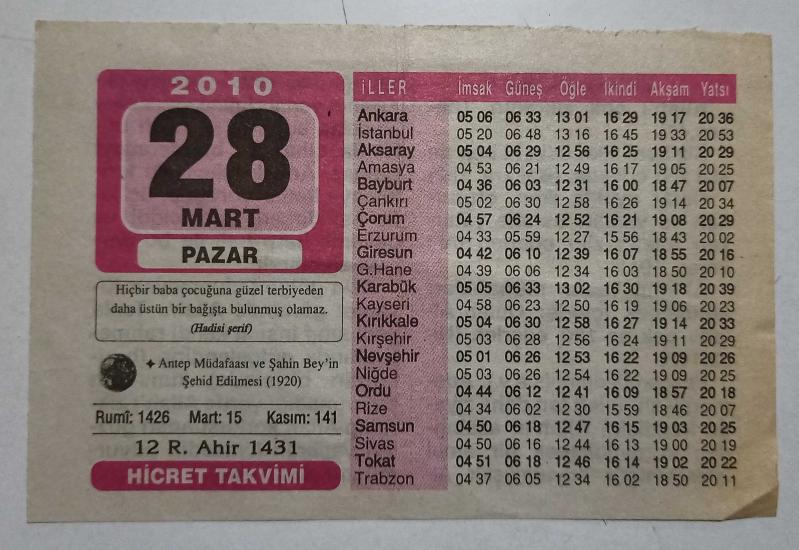 2010
28
MART
PAZAR
Hiçbir baba çocuğuna güzel terbiyeden
daha üstün bir bağışta bulunmuş olamaz.
(Hadisi şerif)
✦ Antep Müdafaası ve Şahin Bey'in
Şehid Edilmesi (1920)
Rumî: 1426 Mart: 15 Kasım: 141
12 R. Ahir 1431
HİCRET TAKVİMİ
İLLER İmsak Güneş Öğle İkindi Akşam Yatsı
Ankara 05 06 06 33 13 01 16 29 19 17 20 36
İstanbul 05 20 06 48 13 16 16 45 19 33 20 53
Aksaray 05 04 06 29 12 56 16 25 19 11 20 29
Amasya 04 53 06 21 12 49 16 17 19 05 20 25
Bayburt 04 36 06 03 12 31 16 00 18 47 20 07
Çankırı 05 02 06 30 12 58 16 26 19 14 20 34
Çorum 04 57 06 24 12 52 16 21 19 08 20 29
Erzurum 04 33 05 59 12 27 15 56 18 43 20 02
Giresun 04 42 06 10 12 39 16 07 18 55 20 16
G.Hane 04 39 06 06 12 34 16 03 18 50 20 10
Karabük 05 05 06 33 13 02 16 30 19 18 20 39
Kayseri 04 58 06 23 12 50 16 19 19 06 20 23
Kırıkkale 05 04 06 30 12 58 16 27 19 14 20 33
Kırşehir 05 03 06 28 12 56 16 24 19 11 20 29
Nevşehir 05 01 06 26 12 53 16 22 19 09 20 26
Niğde 05 03 06 26 12 54 16 22 19 09 20 25
Ordu 04 44 06 12 12 41 16 09 18 57 20 18
Rize 04 34 06 02 12 30 15 59 18 46 20 07
Samsun 04 50 06 18 12 47 16 15 19 03 20 25
Sivas 04 50 06 16 12 44 16 13 19 00 20 19
Tokat 04 51 06 18 12 46 16 14 19 02 20 22
Trabzon 04 37 06 05 12 34 16 02 18 50 20 11